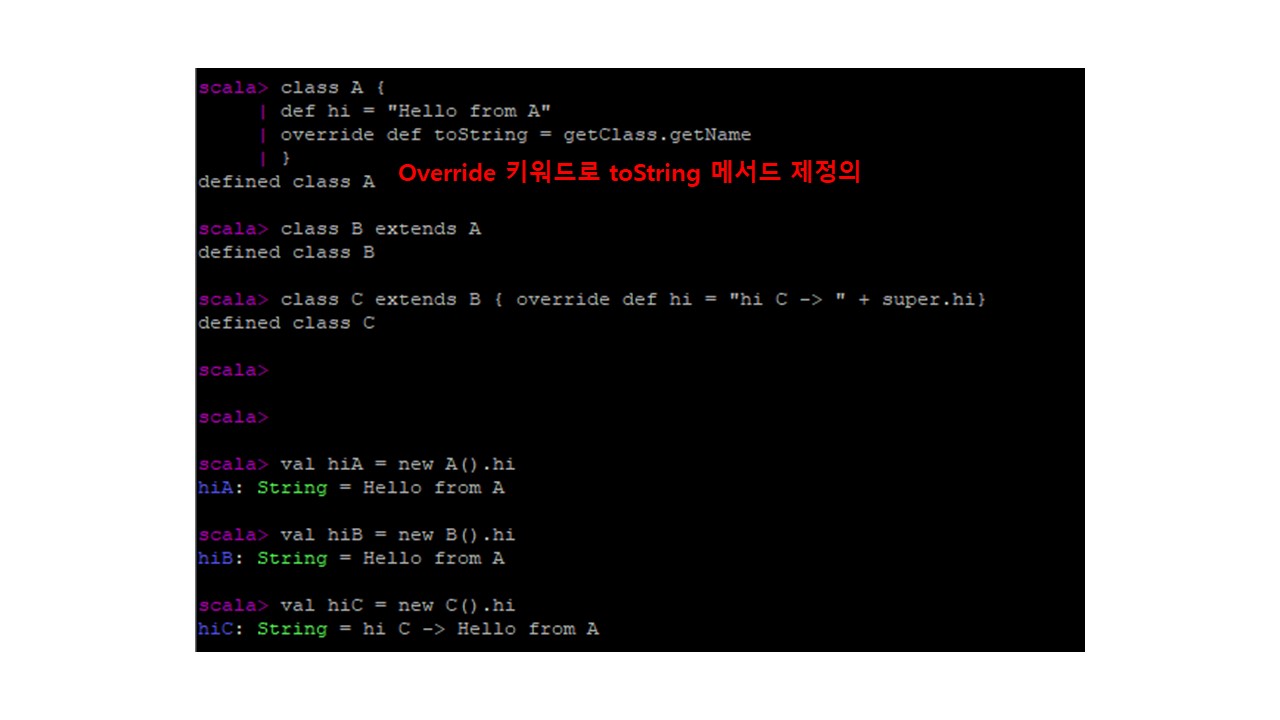 scala> class A {
| def hi = "Hello from A"
| override def toString = getClass.getName
| }
Override 키워드로 toString 메서드 제정의
defined class A
scala> class B extends A
defined class B
scala> class C extends B { override def hi = "hi C -> " + super.hi}
defined class C
scala>
scala>
scala> val hiA = new A().hi
hiA: String = Hello from A
scala> val hiB = new B().hi
hiB: String = Hello from A
scala> val hiC = new C().hi
hiC: String = hi C -> Hello from A